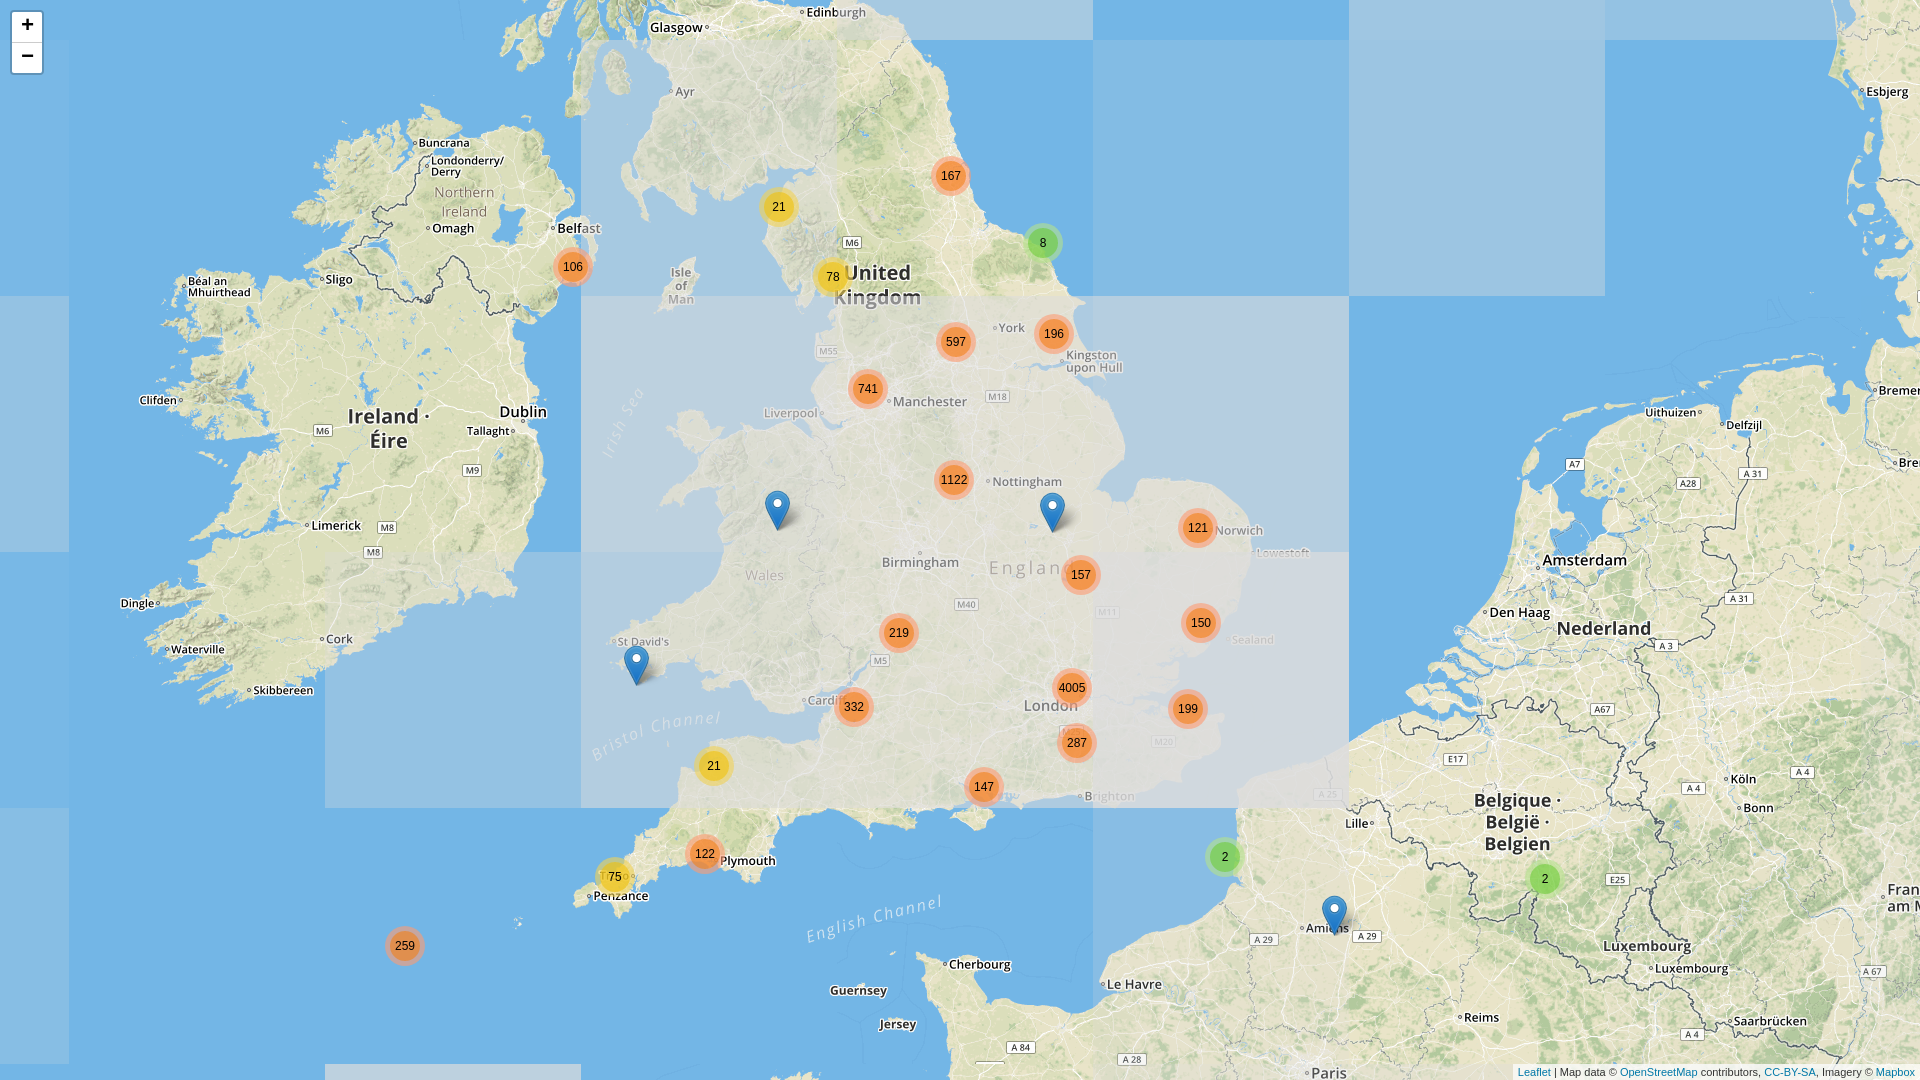 +
−
Glasgow
Edinburgh
Ayr
Esbjerg
Buncrana
Londonderry/
Derry
Northern
Ireland
Omagh
Belfast
167
21
8
M6
106
Sligo
Béal an
Mhuirthead
Isle
of
Man
78
United
Kingdom
York
196
597
M55
Kingston
upon Hull
741
Manchester
M18
Liverpool
Irish Sea
Clifden
Ireland ·
Éire
Dublin
Tallaght
M6
M9
Uithuizen
Delfzijl
A7
A 31
A28
1122
Nottingham
Limerick
M8
M8
121
Norwich
Lowestoft
Birmingham
Wales
157
Amsterdam
Dingle
M40
M11
A 31
Den Haag
Nederland
219
150
Sealand
Cork
St David's
Waterville
M5
A 3
Skibbereen
4005
London
332
199
A67
Bristol Channel
287
M20
E17
21
147
Brighton
A 25
Köln
A 4
A 4
Bonn
Belgique ·
België ·
Belgien
Lille
122
Plymouth
2
75
Penzance
2
E25
English Channel
259
Amiens
A 29
A 29
Luxembourg
Luxembourg
A 67
Cherbourg
Guernsey
Le Havre
Jersey
Reims
Saarbrücken
A 84
A 28
A 4
Paris
Leaflet | Map data © OpenStreetMap contributors, CC-BY-SA, Imagery © Mapbox